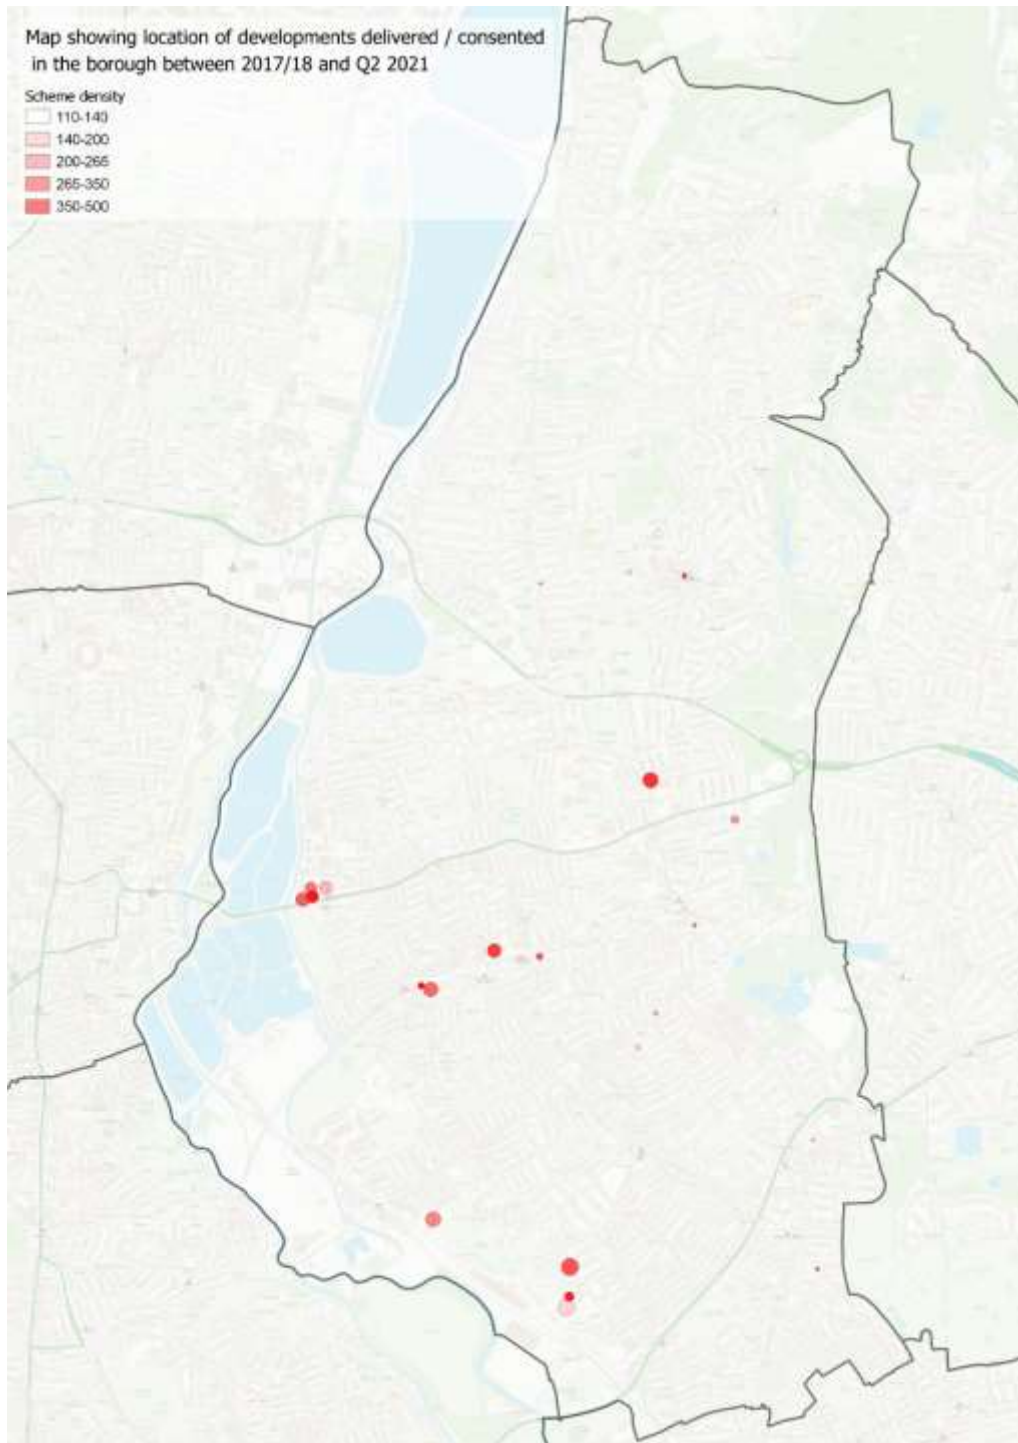 Map showing location of developments delivered / consented
in the borough between 2017/18 and Q2 2021
Scheme density
110-140
140-200
200-265
265-350
350-500